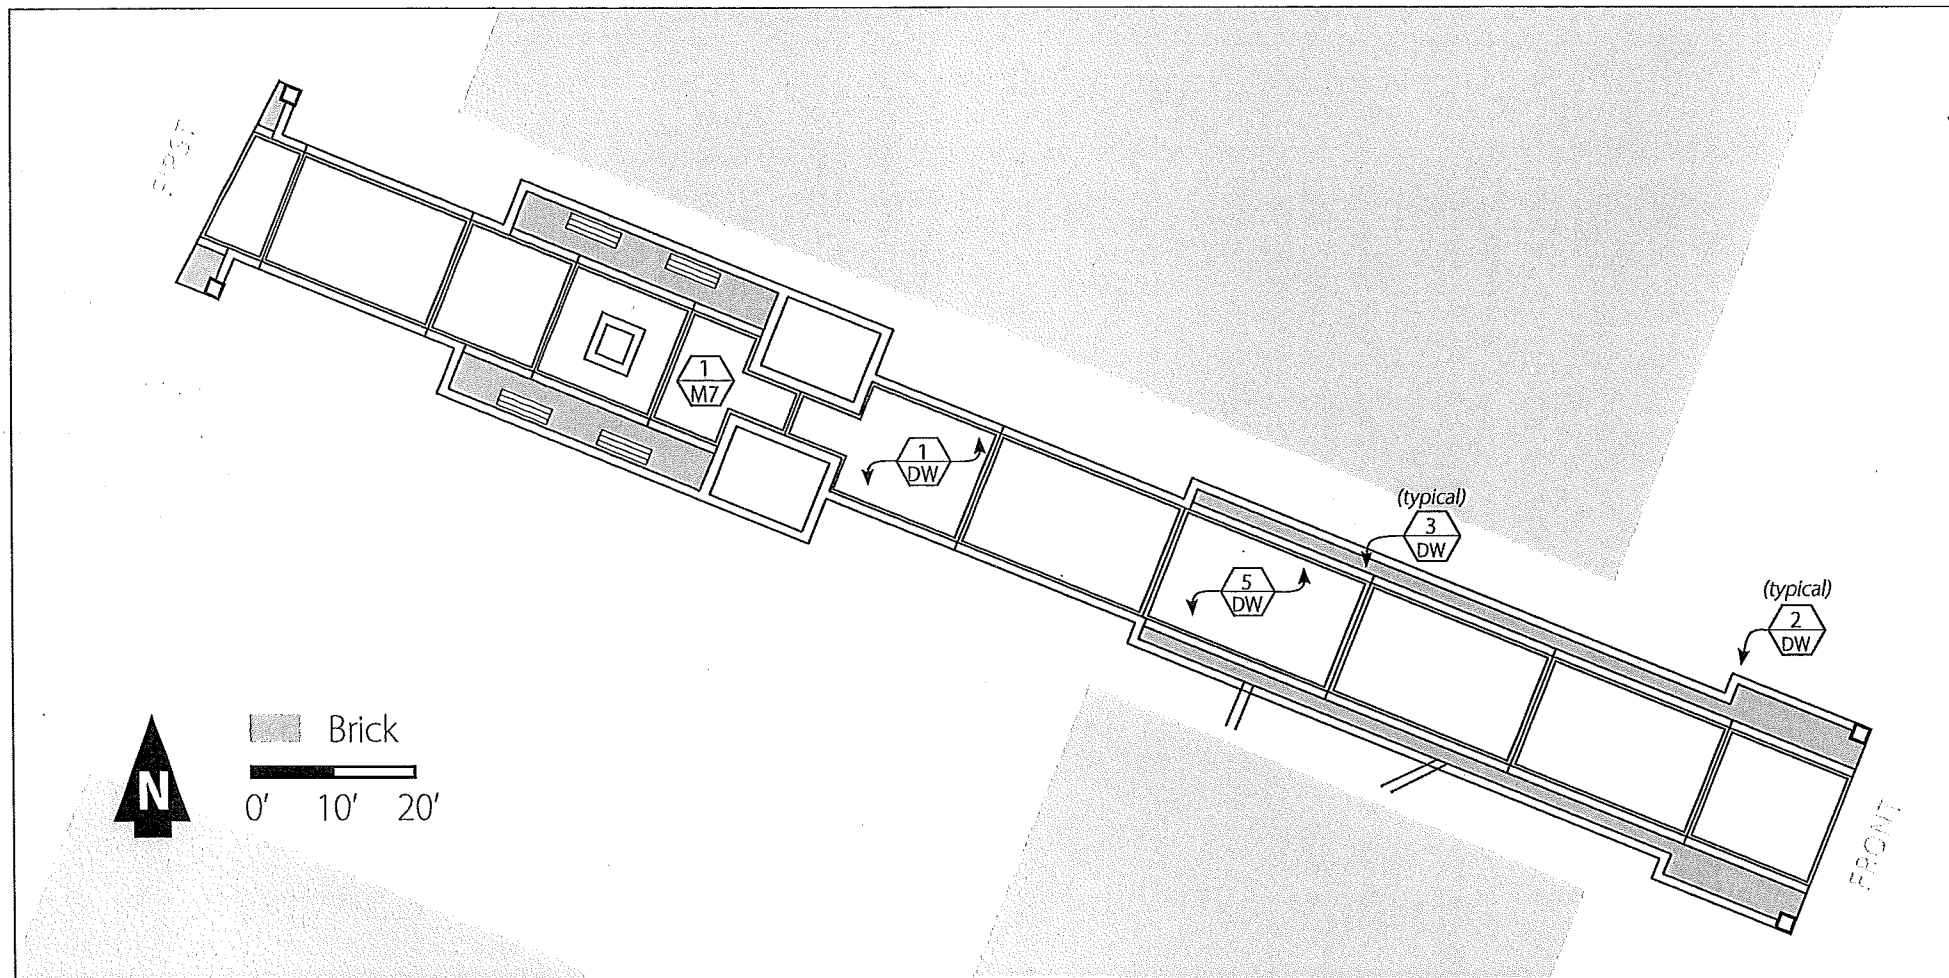 FIRST
1
M7
1
DW
(typical)
3
DW
5
DW
(typical)
2
DW
Brick
N
0' 10' 20'
FRONT